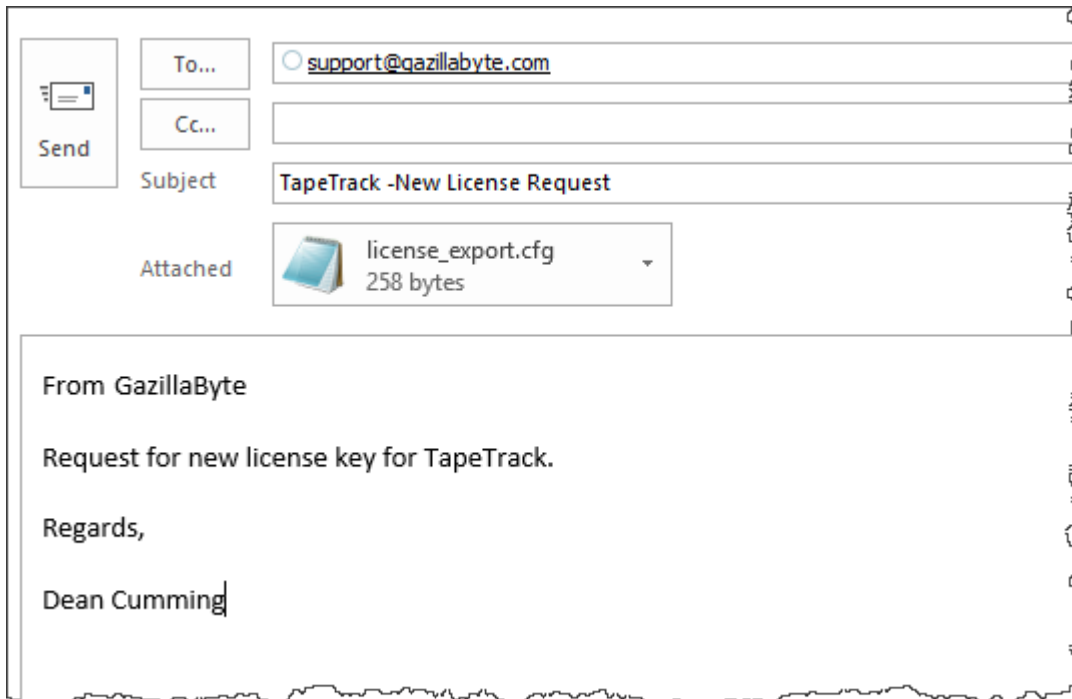 To...
support@gazillabyte.com
Cc...
Send
Subject
TapeTrack -New License Request
Attached
license_export.cfg
258 bytes
From GazillaByte
Request for new license key for TapeTrack.
Regards,
Dean Cumming